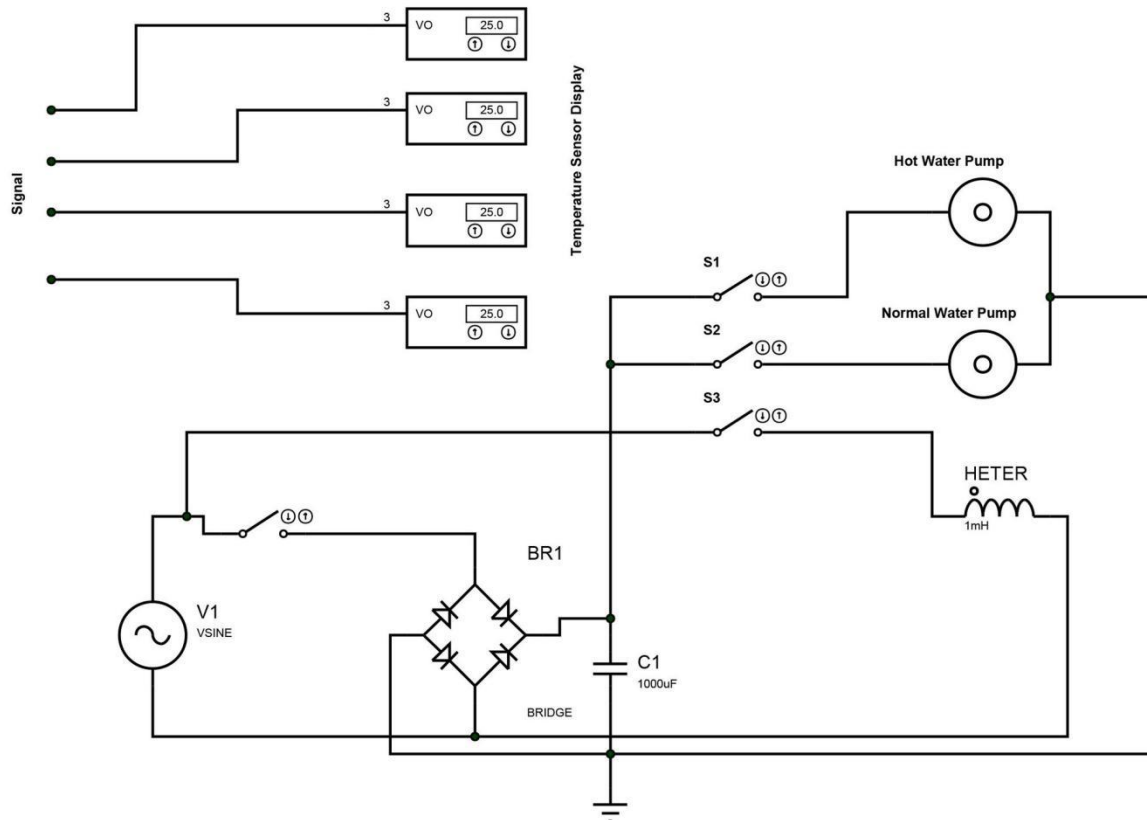 3
VO
25.0
3
VO
25.0
3
VO
25.0
3
VO
25.0
Signal
Temperature Sensor Display
Hot Water Pump
S1
Normal Water Pump
S2
S3
HETER
1mH
BR1
V1
VSINE
C1
1000uF
BRIDGE